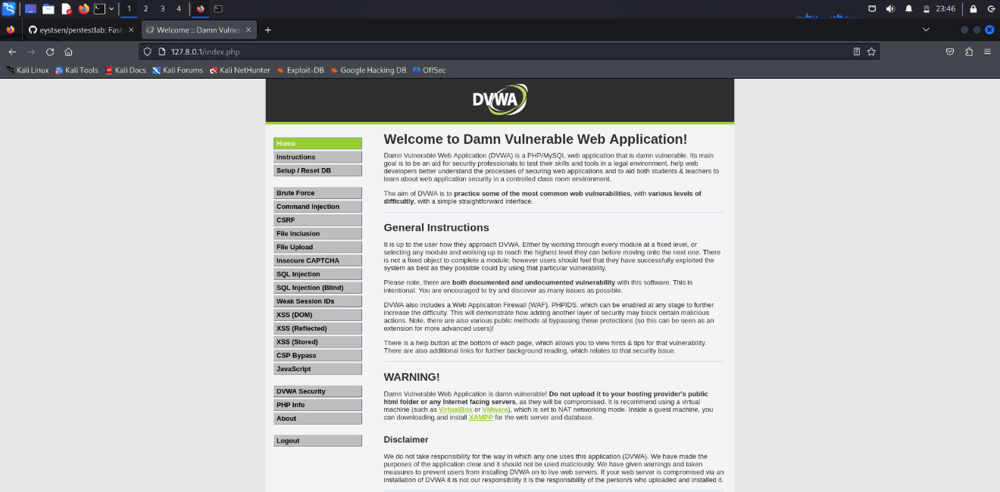 1 2 3 4 23:46
eystsen/pentestlab: Fast
Welcome :: Damn Vulnera
127.8.0.1/index.php
Kali Linux Kali Tools Kali Docs Kali Forums Kali NetHunter Exploit-DB Google Hacking DB OffSec
DVWA
Home
Instructions
Setup / Reset DB
Brute Force
Command Injection
CSRF
File Inclusion
File Upload
Insecure CAPTCHA
SQL Injection
SQL Injection (Blind)
Weak Session IDs
XSS (DOM)
XSS (Reflected)
XSS (Stored)
CSP Bypass
JavaScript
DVWA Security
PHP Info
About
Logout
Welcome to Damn Vulnerable Web Application!
Damn Vulnerable Web Application (DVWA) is a PHP/MySQL web application that is damn vulnerable. Its main
goal is to be an aid for security professionals to test their skills and tools in a legal environment, help web
developers better understand the processes of securing web applications and to aid both students & teachers to
learn about web application security in a controlled class room environment.
The aim of DVWA is to practice some of the most common web vulnerabilities, with various levels of
difficultly, with a simple straightforward interface.
General Instructions
It is up to the user how they approach DVWA. Either by working through every module at a fixed level, or
selecting any module and working up to reach the highest level they can before moving onto the next one. There
is not a fixed object to complete a module; however users should feel that they have successfully exploited the
system as best as they possible could by using that particular vulnerability.
Please note, there are both documented and undocumented vulnerability with this software. This is
intentional. You are encouraged to try and discover as many issues as possible.
DVWA also includes a Web Application Firewall (WAF), PHPIDS, which can be enabled at any stage to further
increase the difficulty. This will demonstrate how adding another layer of security may block certain malicious
actions. Note, there are also various public methods at bypassing these protections (so this can be seen as an
extension for more advanced users)!
There is a help button at the bottom of each page, which allows you to view hints & tips for that vulnerability.
There are also additional links for further background reading, which relates to that security issue.
WARNING!
Damn Vulnerable Web Application is damn vulnerable! Do not upload it to your hosting provider's public
html folder or any Internet facing servers, as they will be compromised. It is recommend using a virtual
machine (such as VirtualBox or VMware), which is set to NAT networking mode. Inside a guest machine, you
can downloading and install XAMPP for the web server and database.
Disclaimer
We do not take responsibility for the way in which any one uses this application (DVWA). We have made the
purposes of the application clear and it should not be used maliciously. We have given warnings and taken
measures to prevent users from installing DVWA on to live web servers. If your web server is compromised via an
installation of DVWA it is not our responsibility it is the responsibility of the person/s who uploaded and installed it.